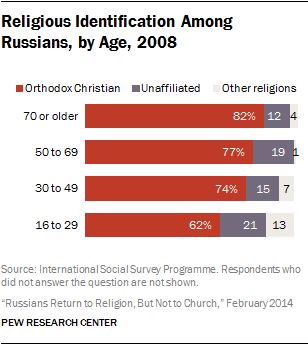 Religious Identification Among
Russians, by Age, 2008
Orthodox Christian Unaffiliated Other religions
70 or older 82% 12 4
50 to 69 77% 19 1
30 to 49 74% 15 7
16 to 29 62% 21 13
Source: International Social Survey Programme. Respondents who
did not answer the question are not shown.
“Russians Return to Religion, But Not to Church,” February 2014
PEW RESEARCH CENTER